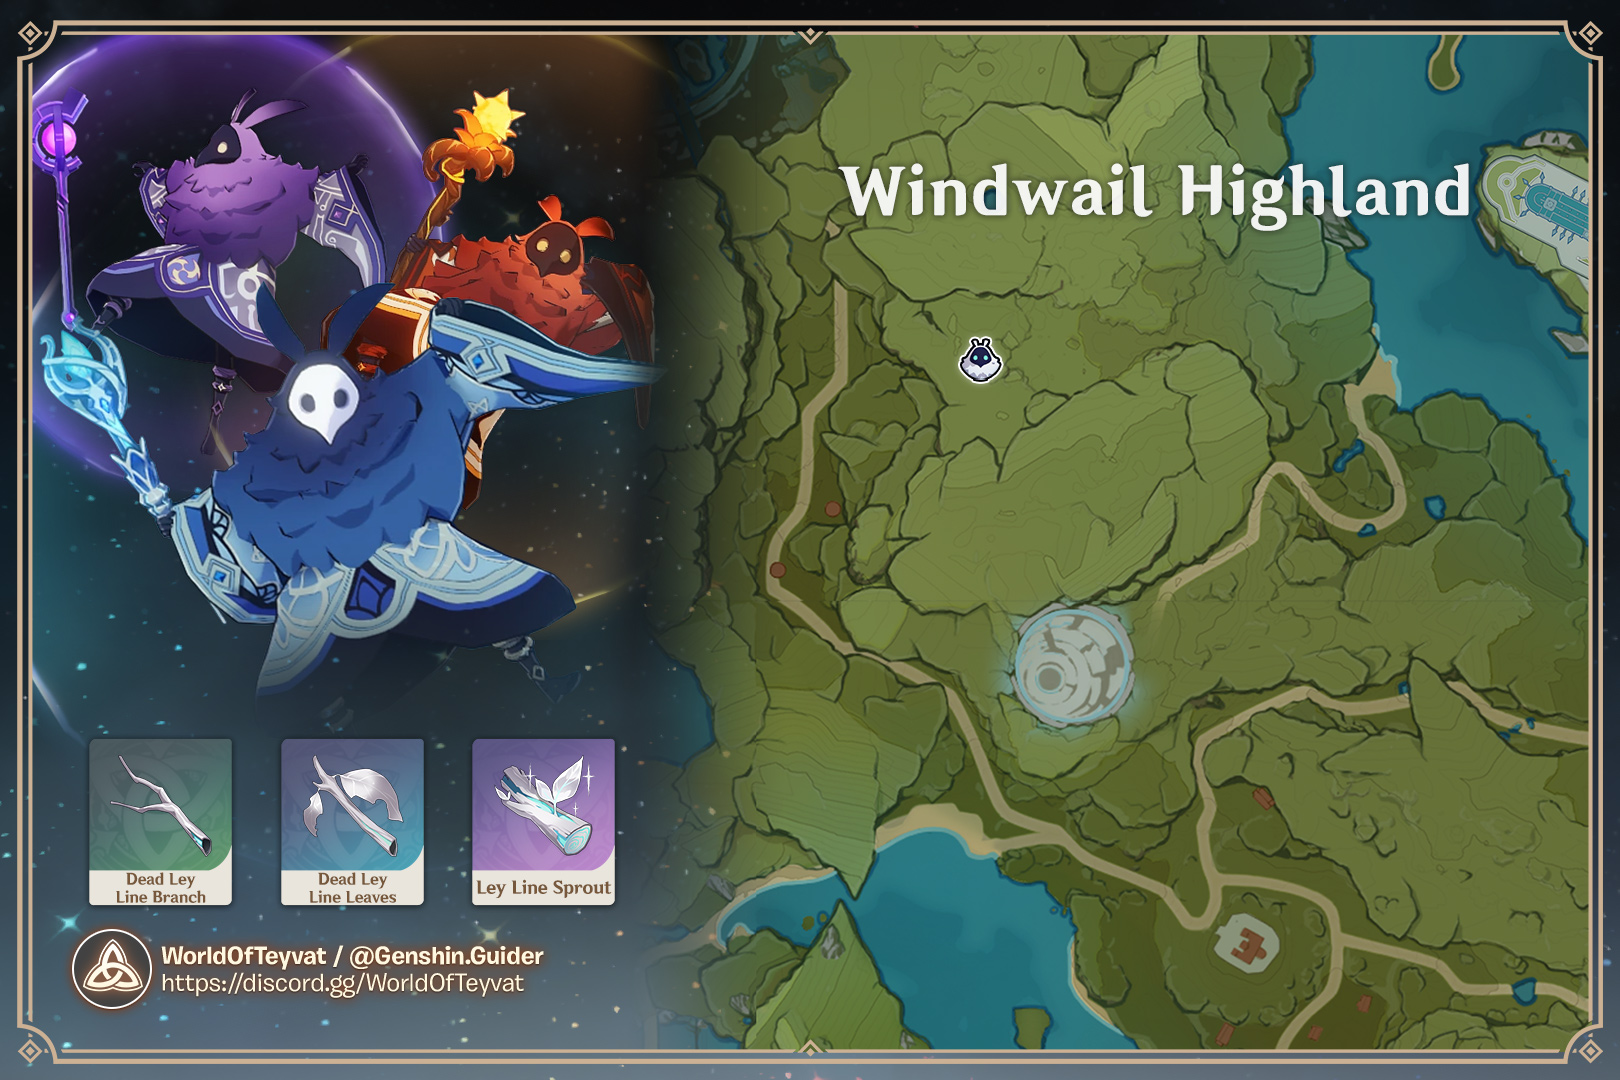 Windwail Highland
Dead Ley
Line Branch
Dead Ley
Line Leaves
Ley Line Sprout
WorldOfTeyvat / @Genshin.Guider
https://discord.gg/WorldOfTeyvat